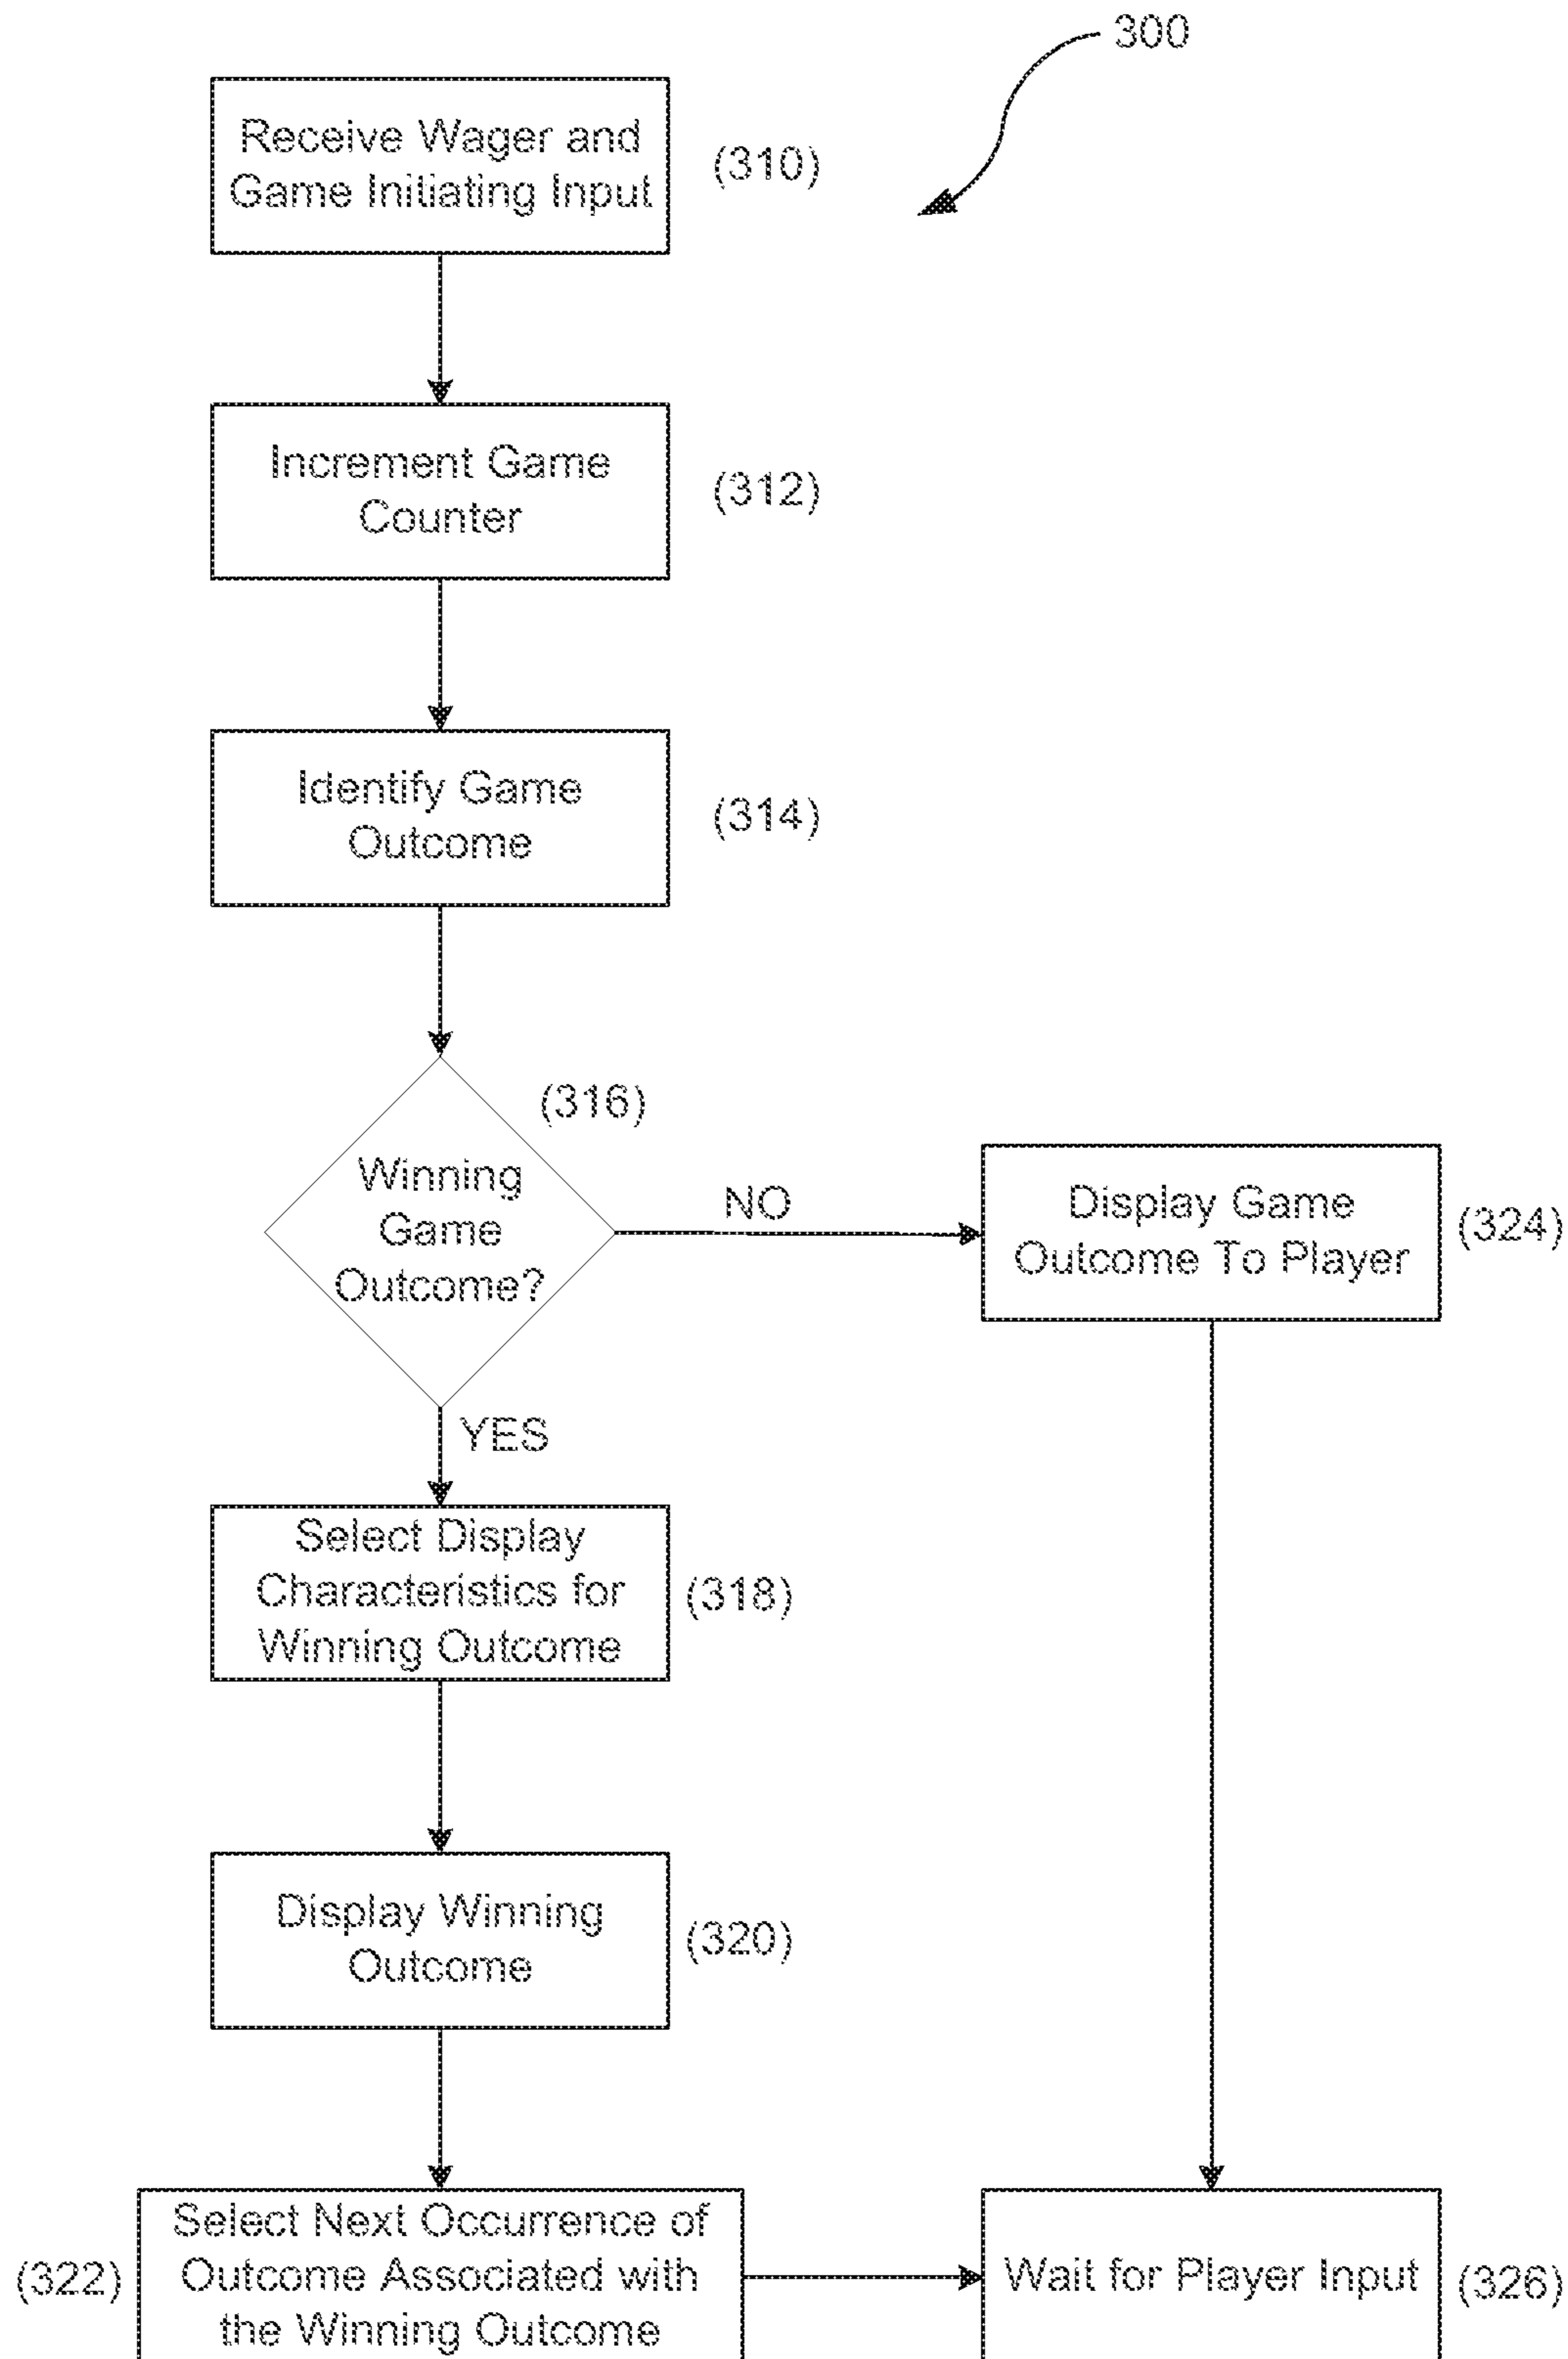 300
Receive Wager and
Game Initiating Input
(310)
Increment Game
Counter
(312)
Identify Game
Outcome
(314)
(316)
Winning
Game
Outcome?
NO
Display Game
Outcome To Player
(324)
YES
Select Display
Characteristics for
Winning Outcome
(318)
Display Winning
Outcome
(320)
Select Next Occurrence of
Outcome Associated with
the Winning Outcome
(322)
Wait for Player Input
(326)